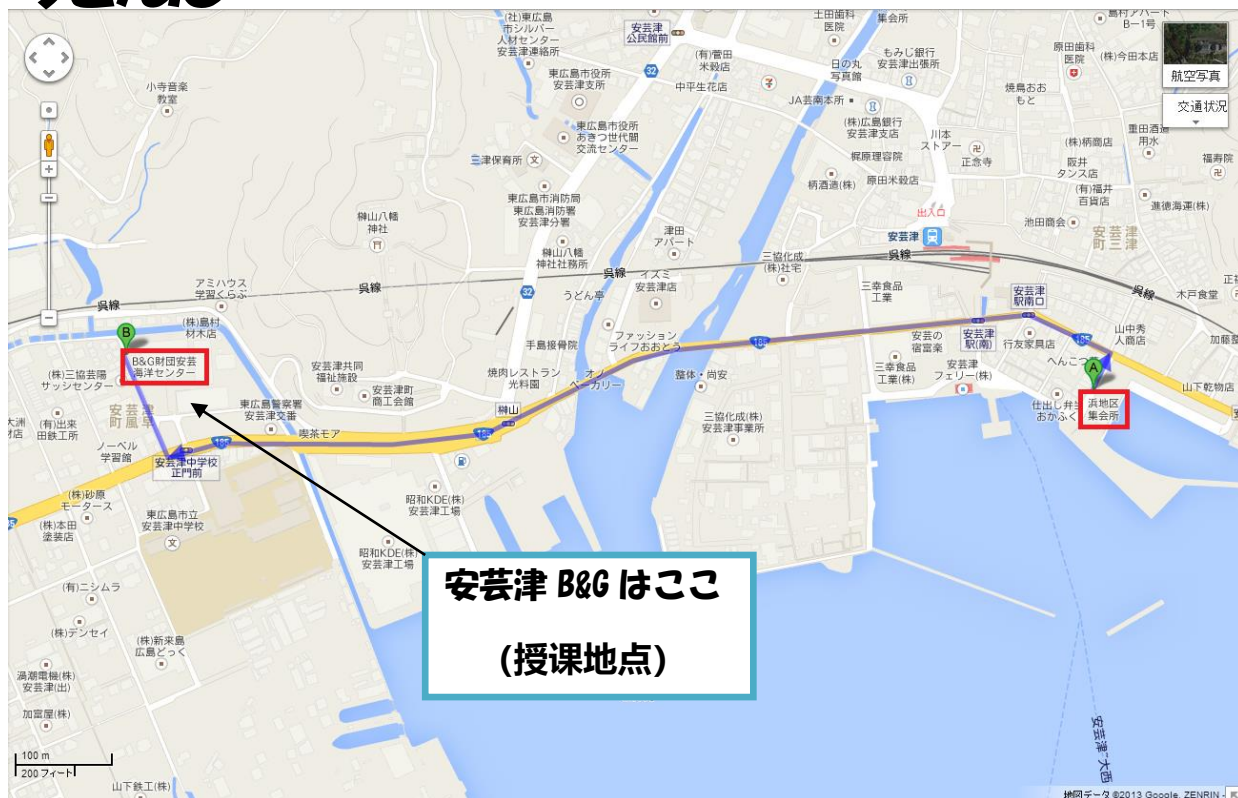 (社)東広島
市シルバー
人材センター
安芸津連絡所
安芸津
公民館前
土田歯科
医院
集会所
島村アパート
B-1号
小寺音楽
教室
東広島市役所
安芸津支所
32
(有)菅田
米穀店
中平生花店
日の丸
写真館
もみじ銀行
安芸津出張所
原田歯科
医院
(株)今田本店
航空写真
交通状況
焼鳥おお
もと
JA芸南本所
(株)広島銀行
安芸津支店
川本
ストアー
正念寺
(株)柄商店
重田酒造
用水
福寿院
東広島市役所
あきつ世代間
交流センター
三津保育所
梶原理容院
原田米穀店
柄酒造(株)
阪井
タンス店
(有)福井
百貨店
進徳海運(株)
東広島市消防局
東広島消防署
安芸津分署
榊山八幡
神社
榊山八幡
神社社務所
津田
アパート
出入口
安芸津
池田商会
安芸津
町三津
三協化成
(株)社宅
呉線
呉線
呉線
呉線
呉線
アミハウス
学習くらぶ
32
うどん亭
イズミ
安芸津店
三幸食品
工業
安芸津
駅南口
木戸食堂
(株)島村
材木店
B
B&G財団安芸
海洋センター
(株)三協芸陽
サッシセンター
手島接骨院
ファッション
ライフおおとう
185
安芸の
宿富楽
安芸津
駅(南)
185
行友家具店
山中秀
人商店
へんこつ
A
浜地区
集会所
安芸津共同
福祉施設
安芸津町
商工会館
焼肉レストラン
光料園
オノ
ベーカリー
整体・尚安
三幸食品
工業(株)
安芸津
フェリー(株)
仕出し弁当
おかふく
山下乾物店
安芸津
町風早
東広島警察署
安芸津交番
榊山
三協化成(株)
安芸津事業所
(有)出来
田鉄工所
ノーベル
学習館
185
喫茶モア
185
安芸津中学校
正門前
(株)砂原
モータース
(株)本田
塗装店
東広島市立
安芸津中学校
昭和KDE(株)
安芸津工場
昭和KDE(株)
安芸津工場
安芸津 B&G はここ
(授课地点)
(有)ニシムラ
(株)デンセイ
(株)新来島
広島どっく
渦潮電機(株)
安芸津(出)
加富屋(株)
100 m
200 フィート
山下鉄工(株)
安芸津-大西
地図データ ©2013 Google, ZENRIN -